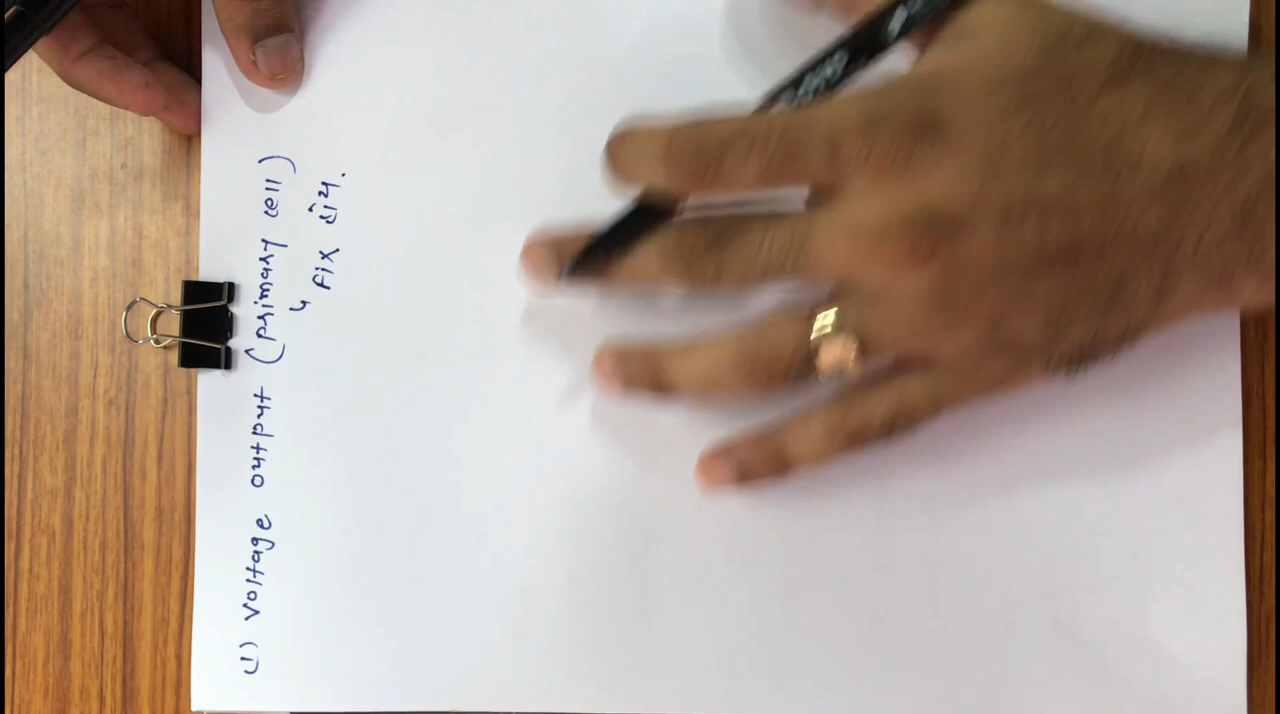 (1) Voltage output (primary cell)
↳ Fix હોય.